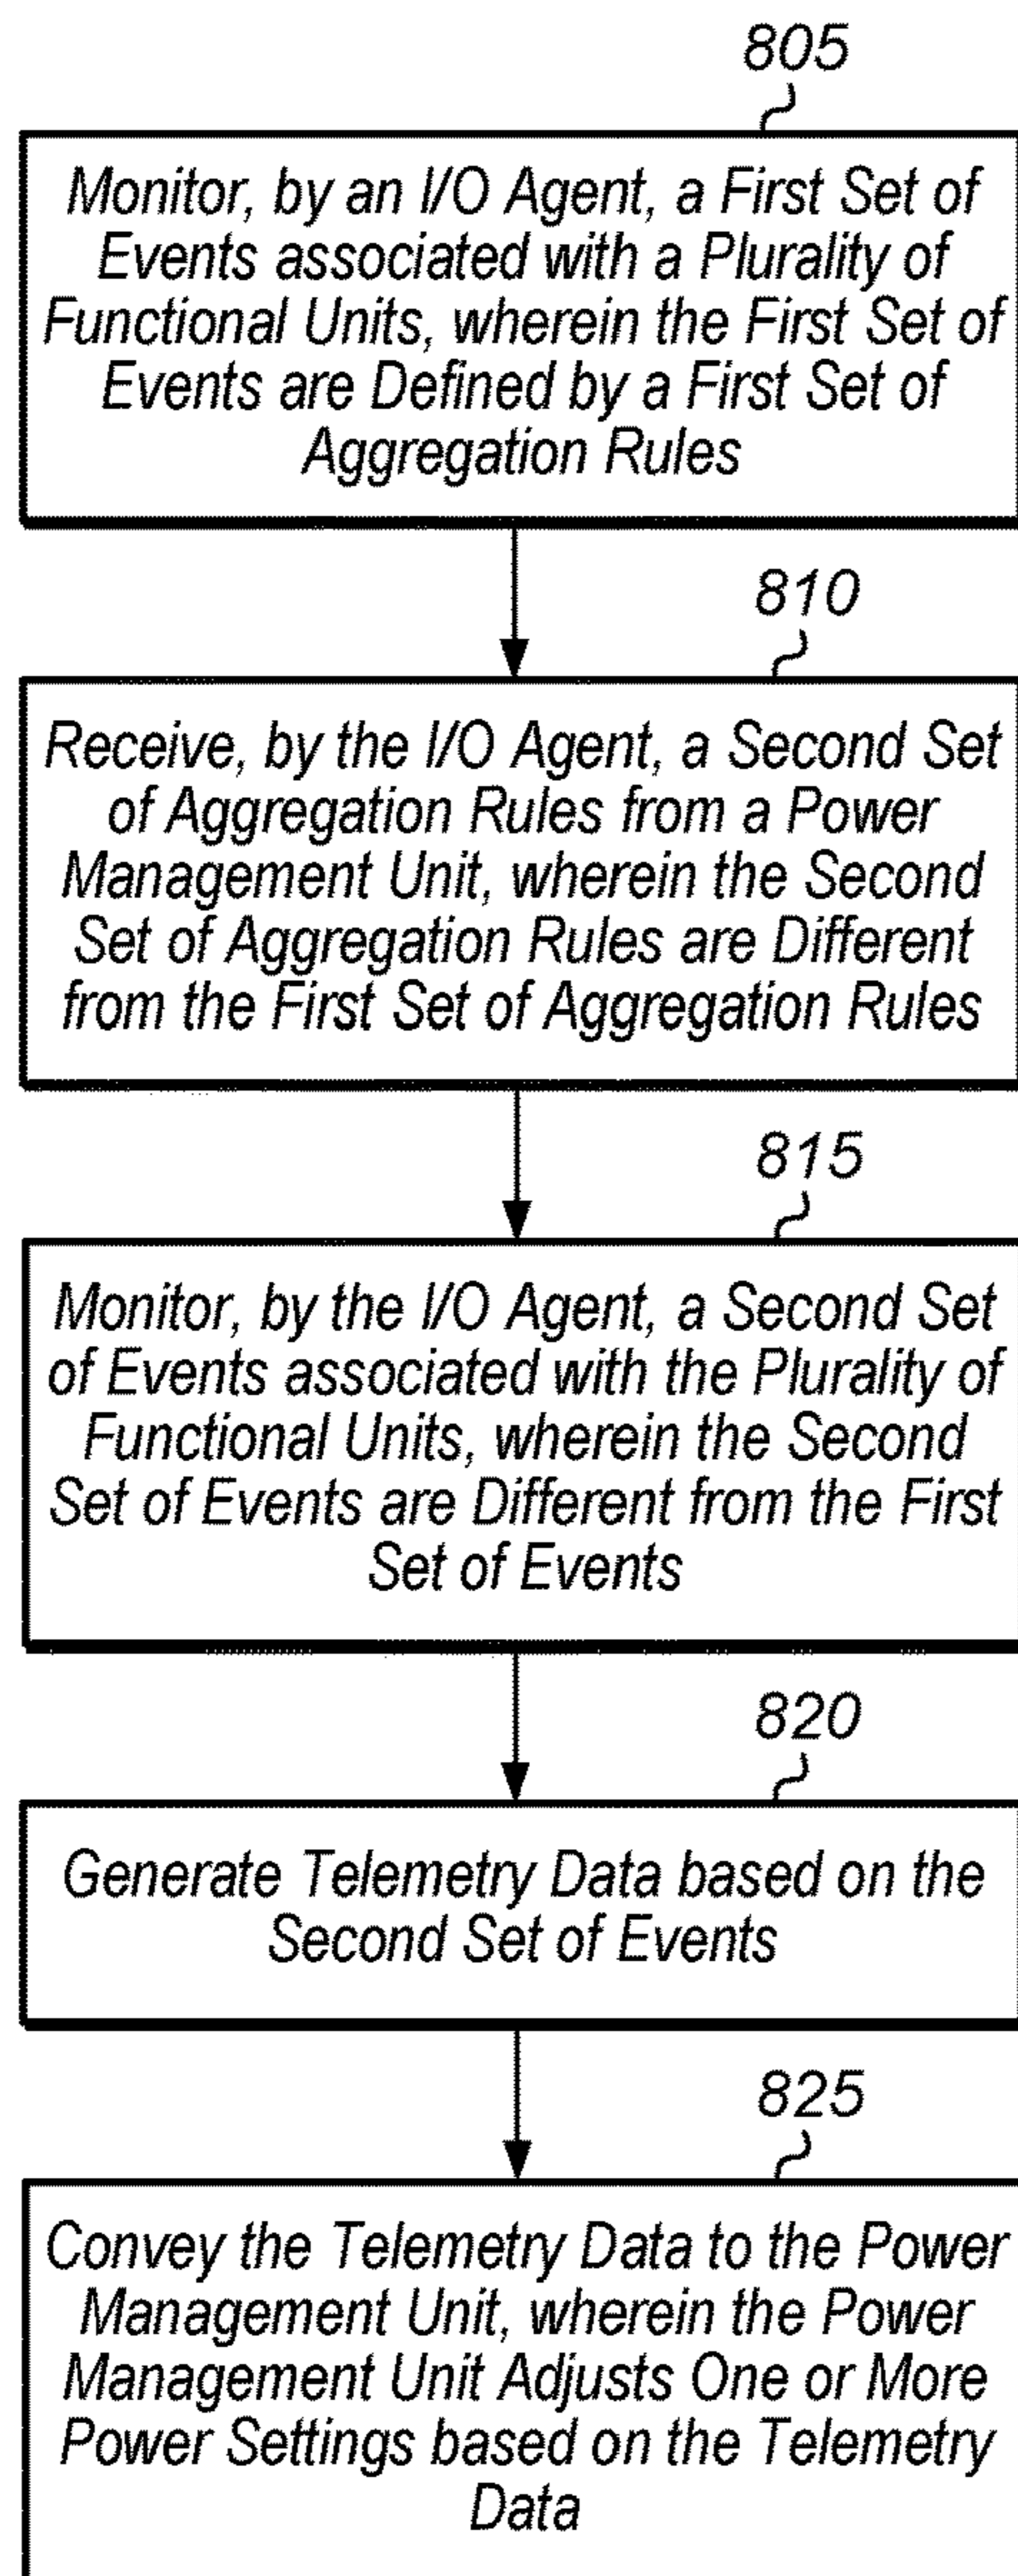 805
Monitor, by an I/O Agent, a First Set of
Events associated with a Plurality of
Functional Units, wherein the First Set of
Events are Defined by a First Set of
Aggregation Rules
810
Receive, by the I/O Agent, a Second Set
of Aggregation Rules from a Power
Management Unit, wherein the Second
Set of Aggregation Rules are Different
from the First Set of Aggregation Rules
815
Monitor, by the I/O Agent, a Second Set
of Events associated with the Plurality of
Functional Units, wherein the Second
Set of Events are Different from the First
Set of Events
820
Generate Telemetry Data based on the
Second Set of Events
825
Convey the Telemetry Data to the Power
Management Unit, wherein the Power
Management Unit Adjusts One or More
Power Settings based on the Telemetry
Data